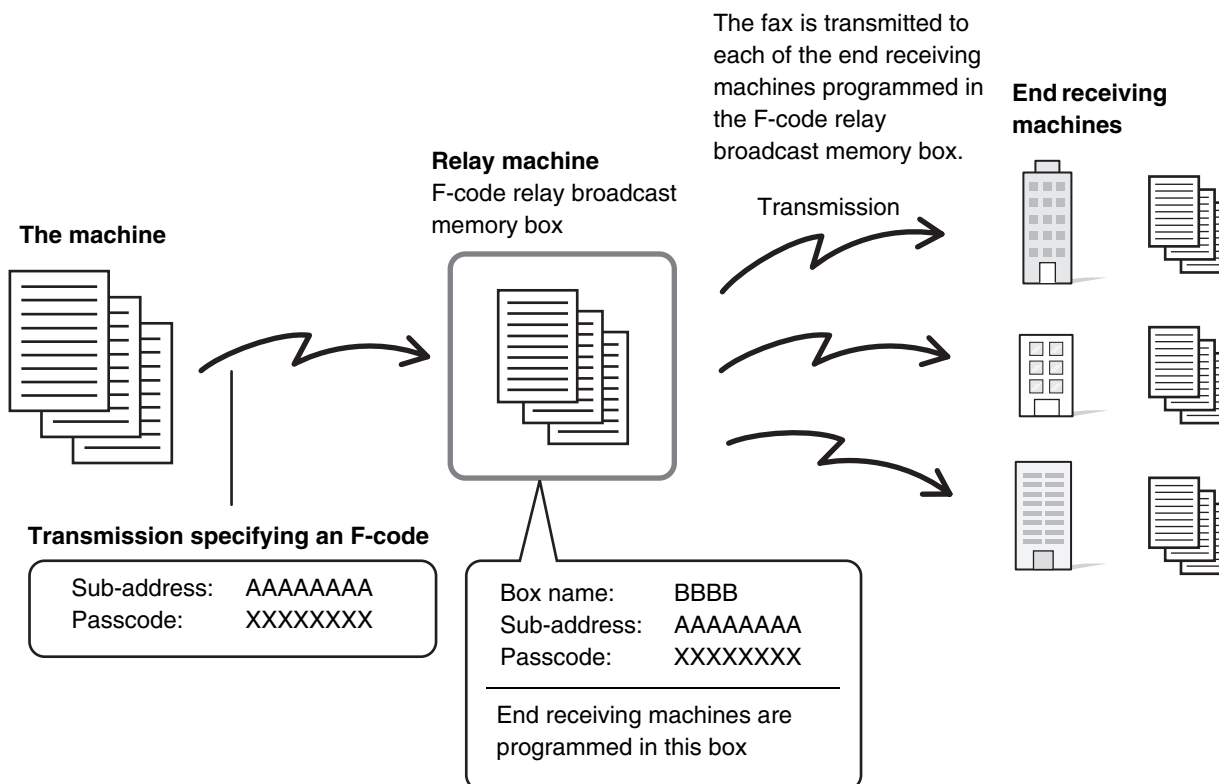 The fax is transmitted to
each of the end receiving
machines programmed in
the F-code relay
broadcast memory box.
End receiving
machines
Relay machine
F-code relay broadcast
memory box
Transmission
The machine
Transmission specifying an F-code
Sub-address: AAAAAAAA
Passcode: XXXXXXXX
Box name: BBBB
Sub-address: AAAAAAAA
Passcode: XXXXXXXX
End receiving machines are
programmed in this box